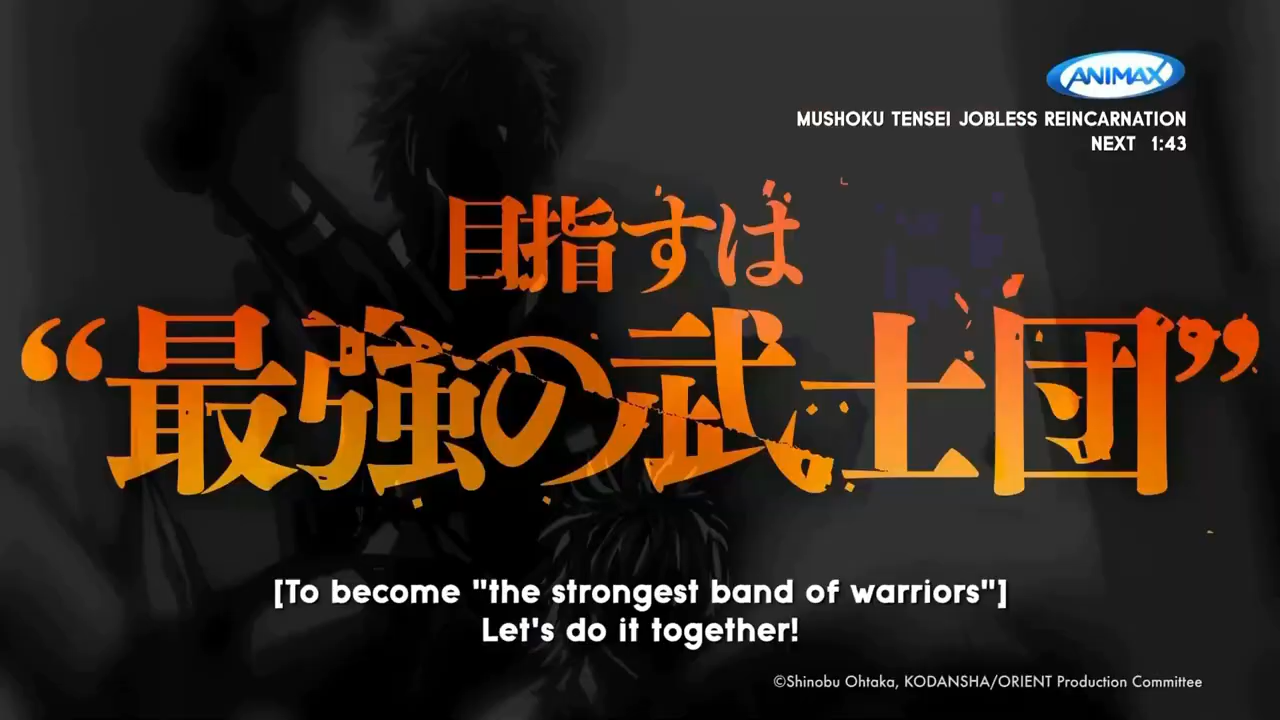 ANIMAX
MUSHOKU TENSEI JOBLESS REINCARNATION
NEXT 1:43
目指すは
“最強の武士団”
[To become "the strongest band of warriors"]
Let's do it together!
©Shinobu Ohtaka, KODANSHA/ORIENT Production Committee